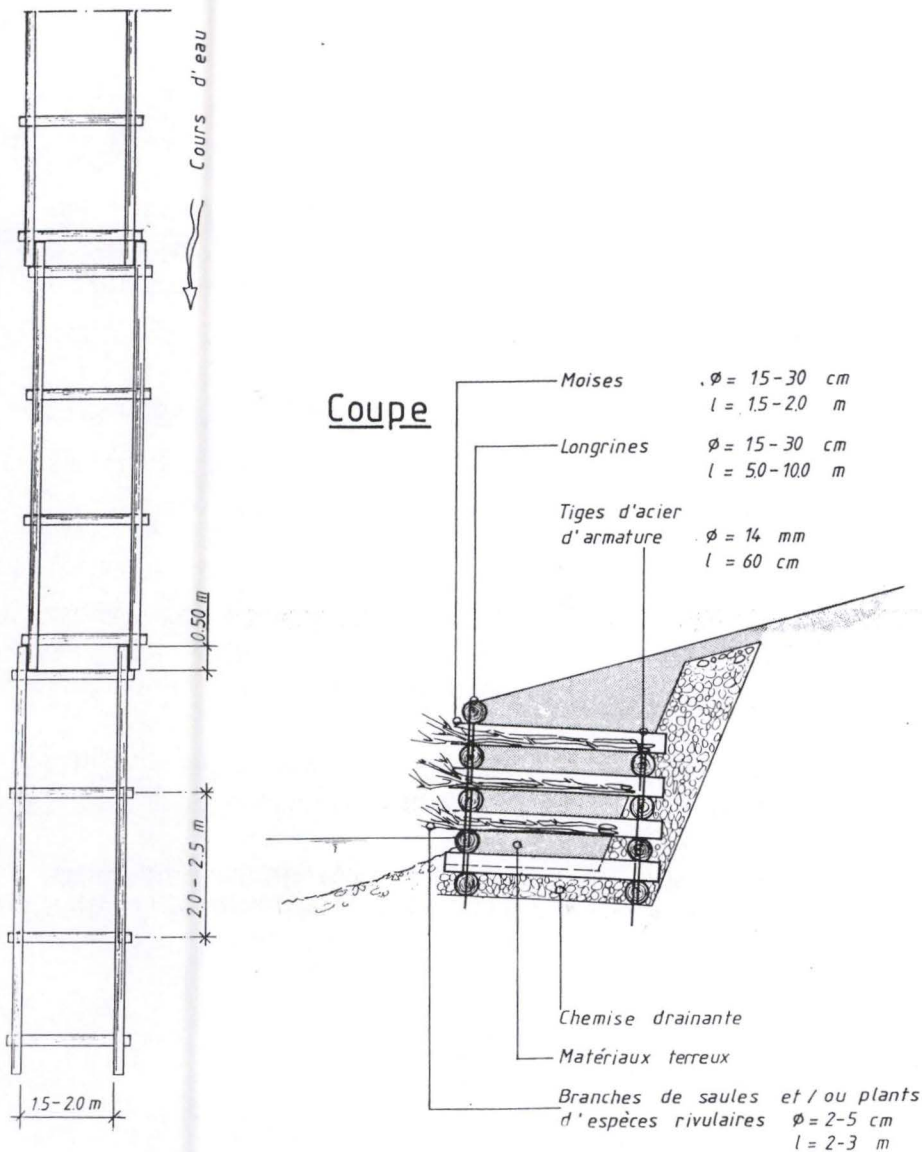 Cours d'eau
0.50 m
2.0 - 2.5 m
1.5-2.0 m
Coupe
Moises φ = 15-30 cm
l = 1.5-2.0 m
Longrines φ = 15-30 cm
l = 5.0-10.0 m
Tiges d'acier
d'armature φ = 14 mm
l = 60 cm
Chemise drainante
Matériaux terreux
Branches de saules et / ou plants
d'espèces rivulaires φ = 2-5 cm
l = 2-3 m